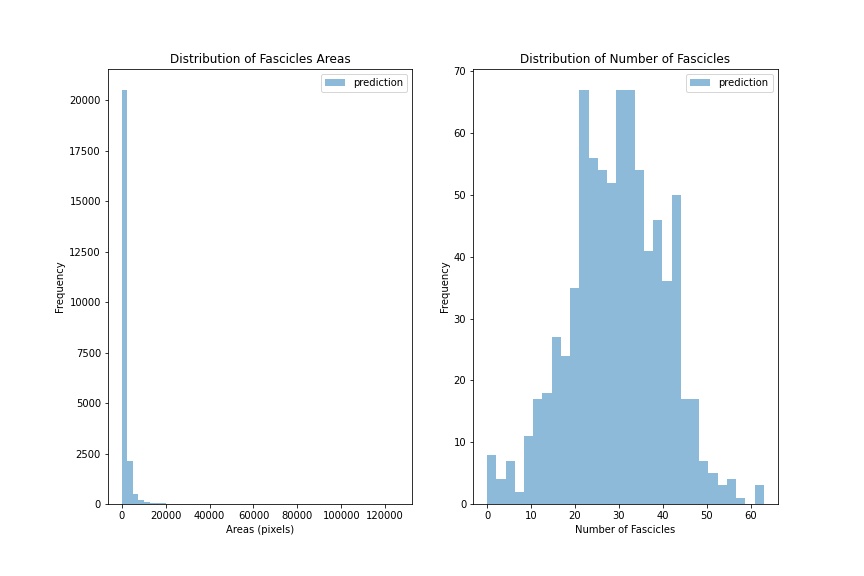 Distribution of Fascicles Areas
prediction
20000
17500
15000
12500
10000
7500
5000
2500
0
Frequency
0 20000 40000 60000 80000 100000 120000
Areas (pixels)
Distribution of Number of Fascicles
prediction
70
60
50
40
30
20
10
0
Frequency
0 10 20 30 40 50 60
Number of Fascicles